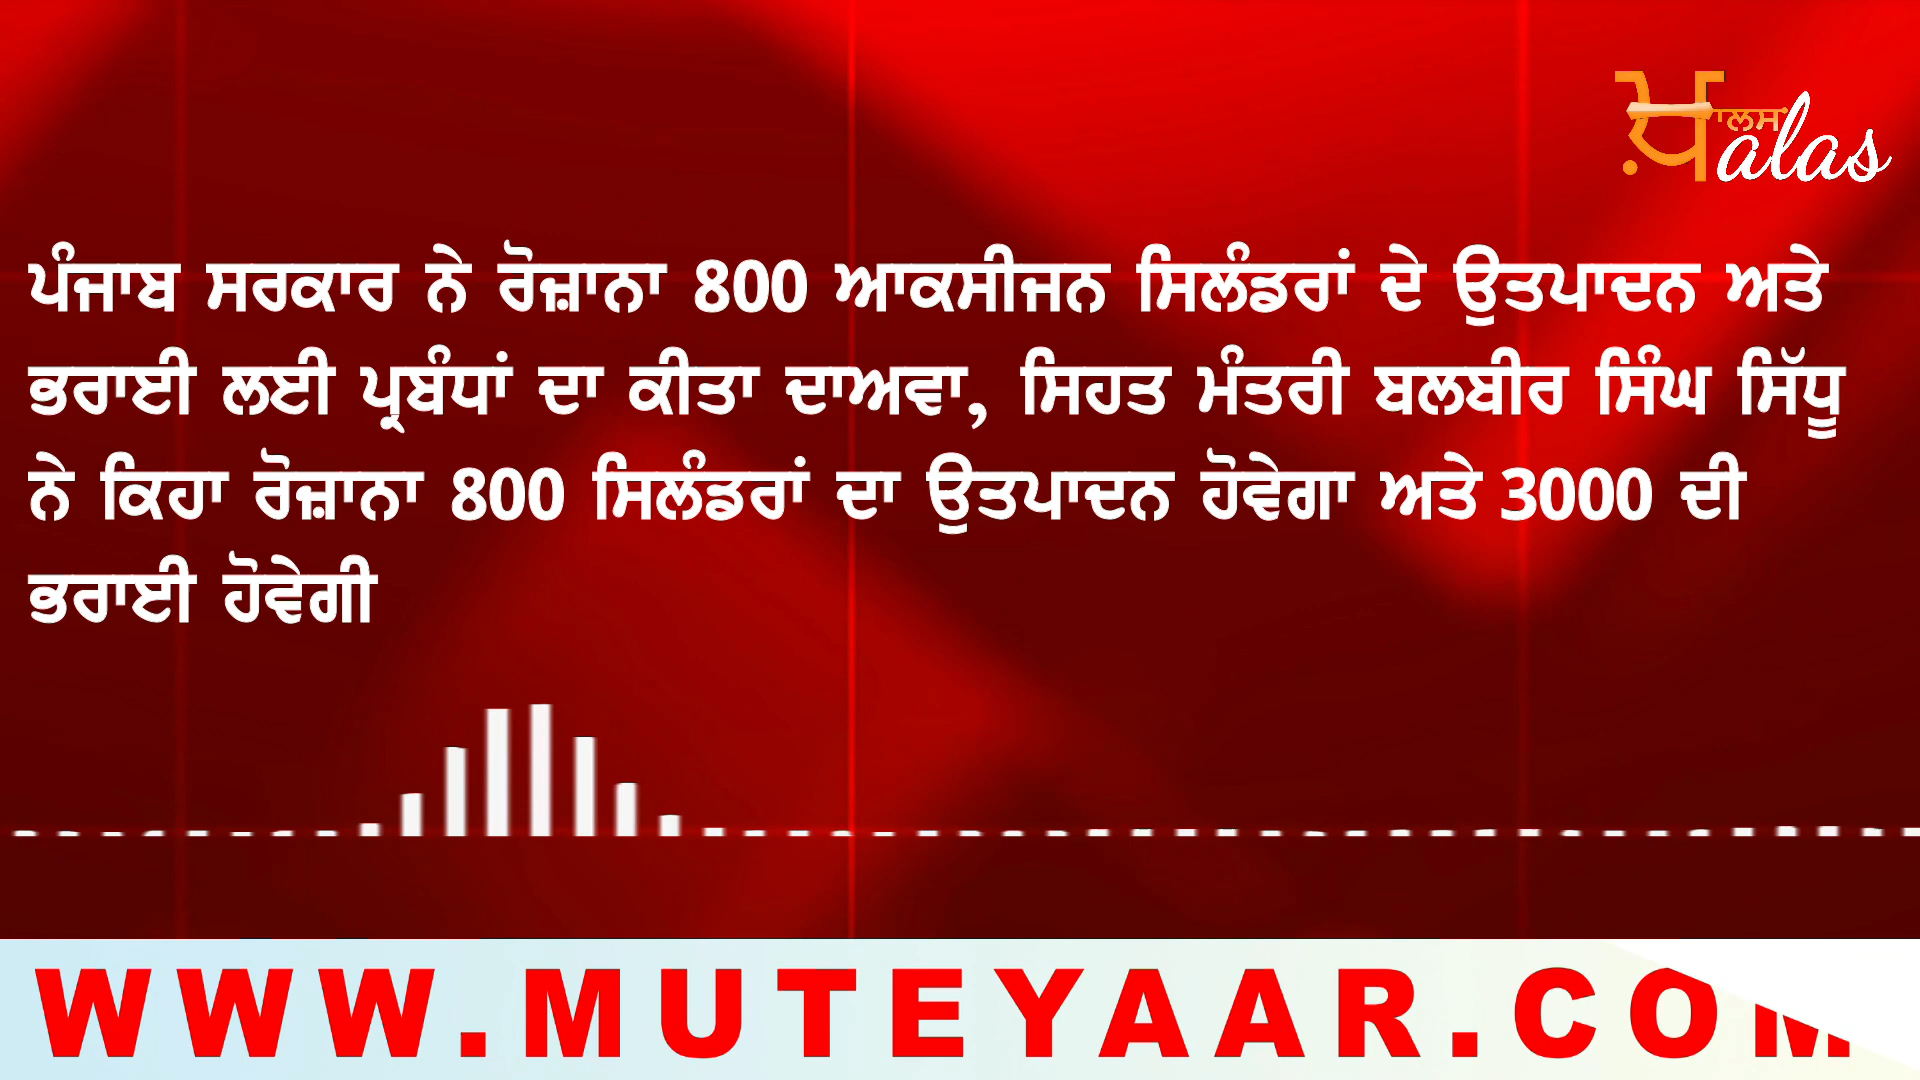 ਖ਼ਾਲਸ alas
ਪੰਜਾਬ ਸਰਕਾਰ ਨੇ ਰੋਜ਼ਾਨਾ 800 ਆਕਸੀਜਨ ਸਿਲੰਡਰਾਂ ਦੇ ਉਤਪਾਦਨ ਅਤੇ
ਭਰਾਈ ਲਈ ਪ੍ਰਬੰਧਾਂ ਦਾ ਕੀਤਾ ਦਾਅਵਾ, ਸਿਹਤ ਮੰਤਰੀ ਬਲਬੀਰ ਸਿੰਘ ਸਿੱਧੂ
ਨੇ ਕਿਹਾ ਰੋਜ਼ਾਨਾ 800 ਸਿਲੰਡਰਾਂ ਦਾ ਉਤਪਾਦਨ ਹੋਵੇਗਾ ਅਤੇ 3000 ਦੀ
ਭਰਾਈ ਹੋਵੇਗੀ
WWW.MUTEYAAR.COM